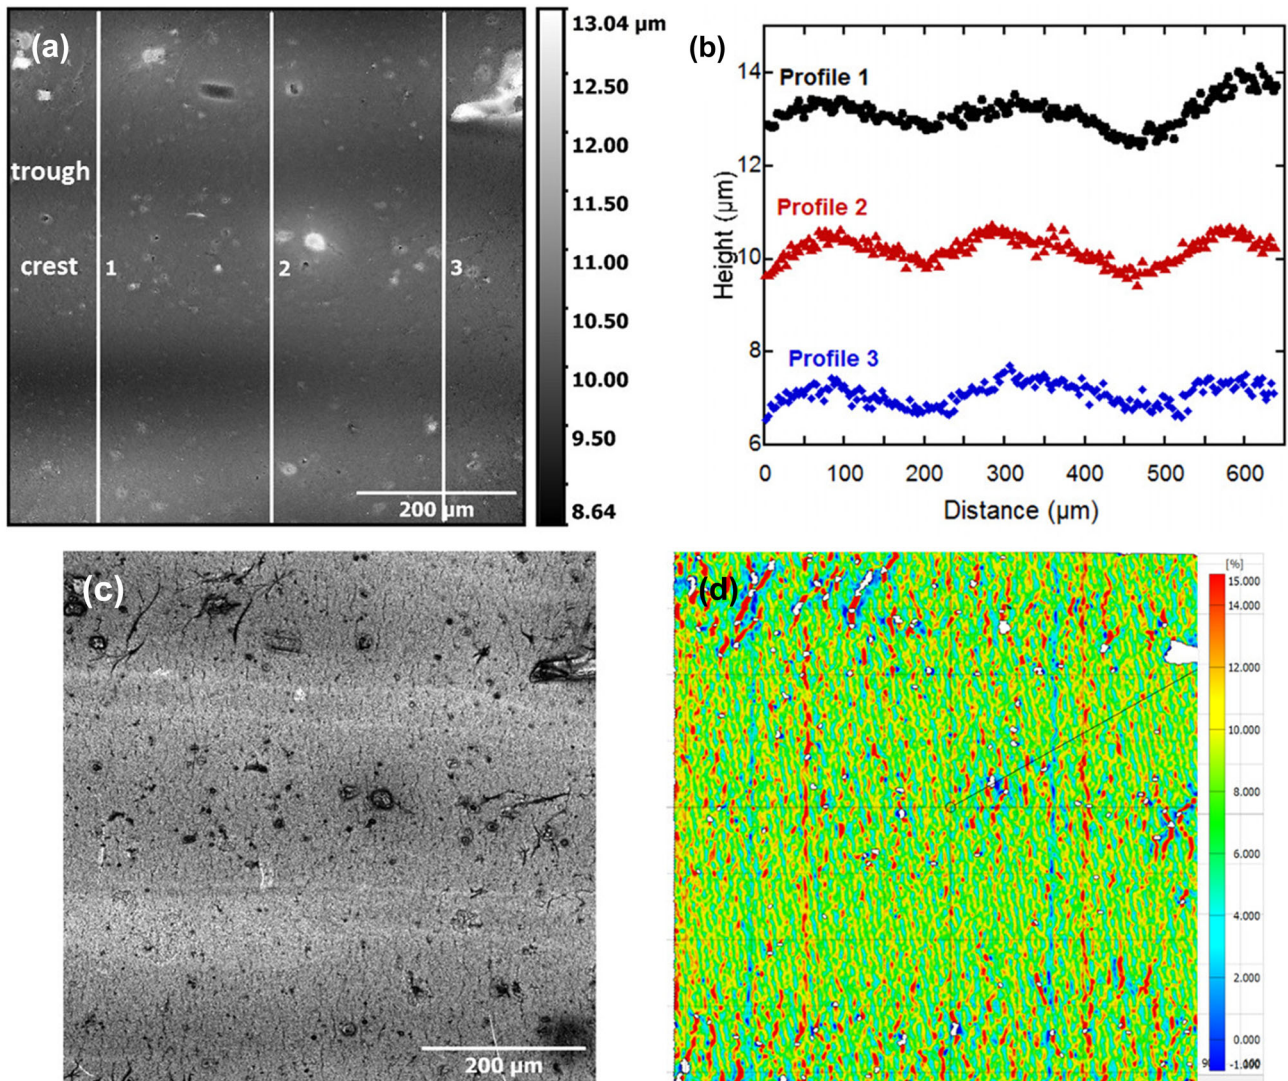 (a)
trough
crest
1
2
3
200 µm
13.04 µm
12.50
12.00
11.50
11.00
10.50
10.00
9.50
8.64
(b)
14
12
10
8
6
Height (µm)
Profile 1
Profile 2
Profile 3
0 100 200 300 400 500 600
Distance (µm)
(c)
200 µm
(d)
[%]
15.000
14.000
12.000
10.000
8.000
6.000
4.000
2.000
0.000
-1.000